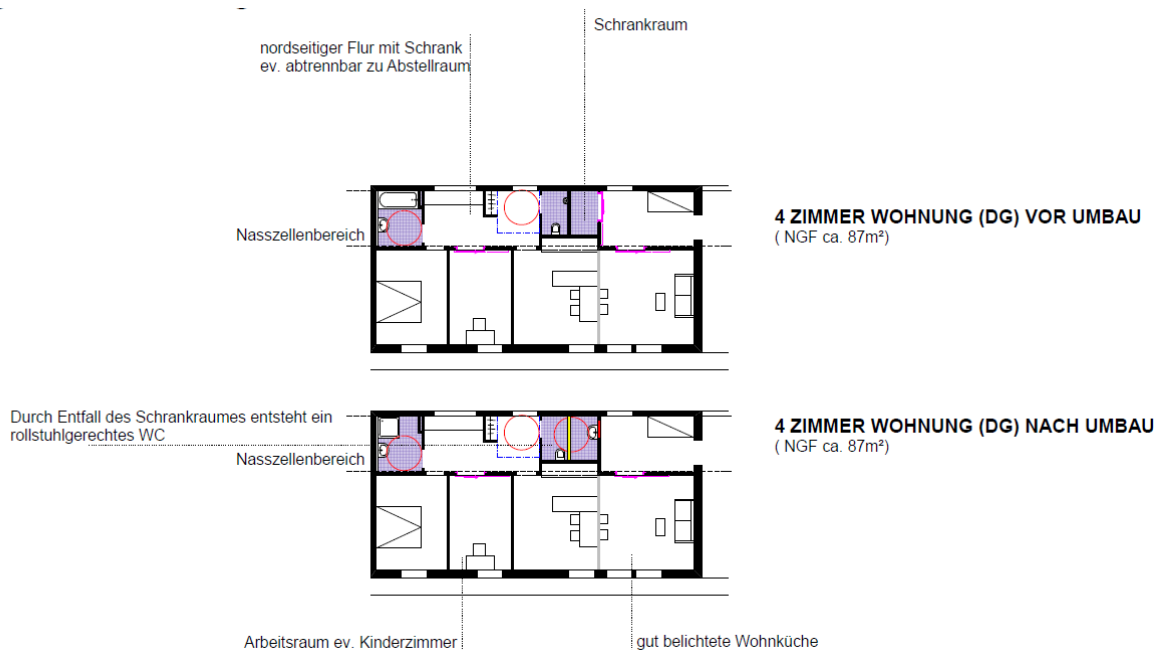 Schrankraum
nordseitiger Flur mit Schrank
ev. abtrennbar zu Abstellraum
4 ZIMMER WOHNUNG (DG) VOR UMBAU
( NGF ca. 87m²)
Nasszellenbereich
Durch Entfall des Schrankraumes entsteht ein
rollstuhlgerechtes WC
4 ZIMMER WOHNUNG (DG) NACH UMBAU
( NGF ca. 87m²)
Nasszellenbereich
Arbeitsraum ev. Kinderzimmer
gut belichtete Wohnküche